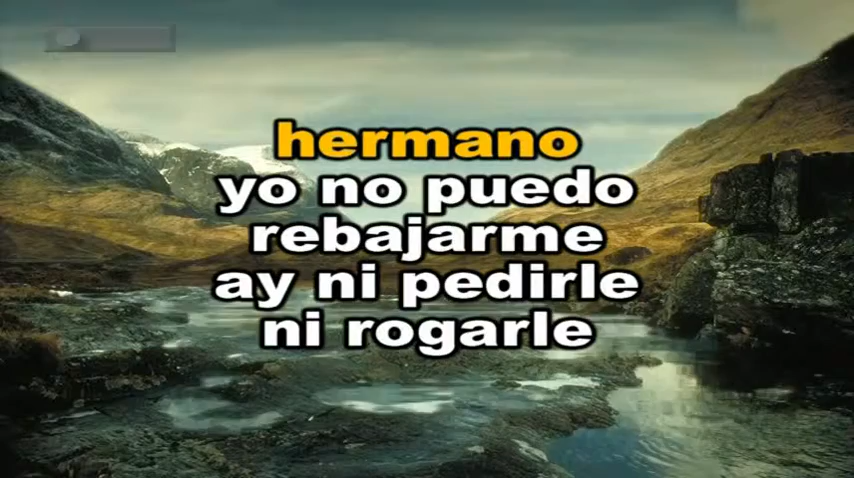 hermano
yo no puedo
rebajarme
ay ni pedirle
ni rogarle